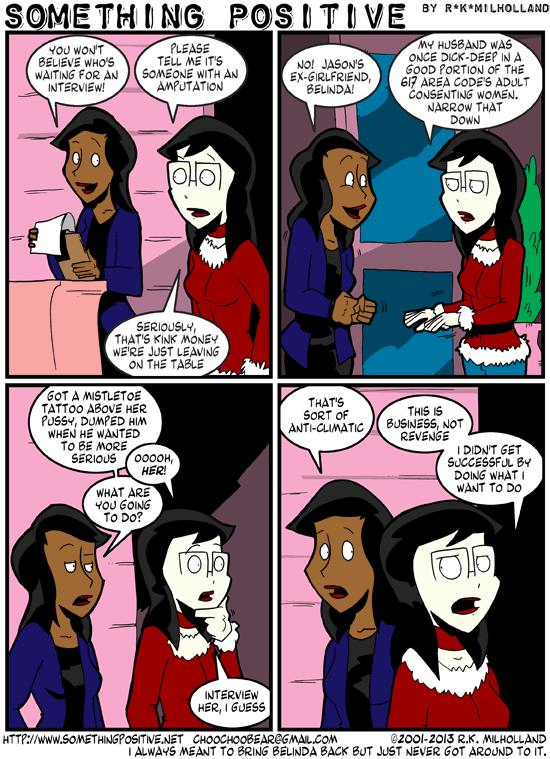 SOMETHING POSITIVE BY R*K*MILHOLLAND
YOU WON'T
BELIEVE WHO'S
WAITING FOR AN
INTERVIEW!
PLEASE
TELL ME IT'S
SOMEONE WITH AN
AMPUTATION
SERIOUSLY,
THAT'S KINK MONEY
WE'RE JUST LEAVING
ON THE TABLE
NO! JASON'S
EX-GIRLFRIEND,
BELINDA!
MY HUSBAND WAS
ONCE DICK-DEEP IN A
GOOD PORTION OF THE
617 AREA CODE'S ADULT
CONSENTING WOMEN.
NARROW THAT
DOWN
GOT A MISTLETOE
TATTOO ABOVE HER
PUSSY, DUMPED HIM
WHEN HE WANTED
TO BE MORE
SERIOUS
OOOOH,
HER!
WHAT ARE
YOU GOING
TO DO?
INTERVIEW
HER, I GUESS
THAT'S
SORT OF
ANTI-CLIMATIC
THIS IS
BUSINESS, NOT
REVENGE
I DIDN'T GET
SUCCESSFUL BY
DOING WHAT I
WANT TO DO
HTTP://WWW.SOMETHINGPOSITIVE.NET CHOOCHOOBEAR@GMAIL.COM ©2001-2013 R.K. MILHOLLAND
I ALWAYS MEANT TO BRING BELINDA BACK BUT JUST NEVER GOT AROUND TO IT.